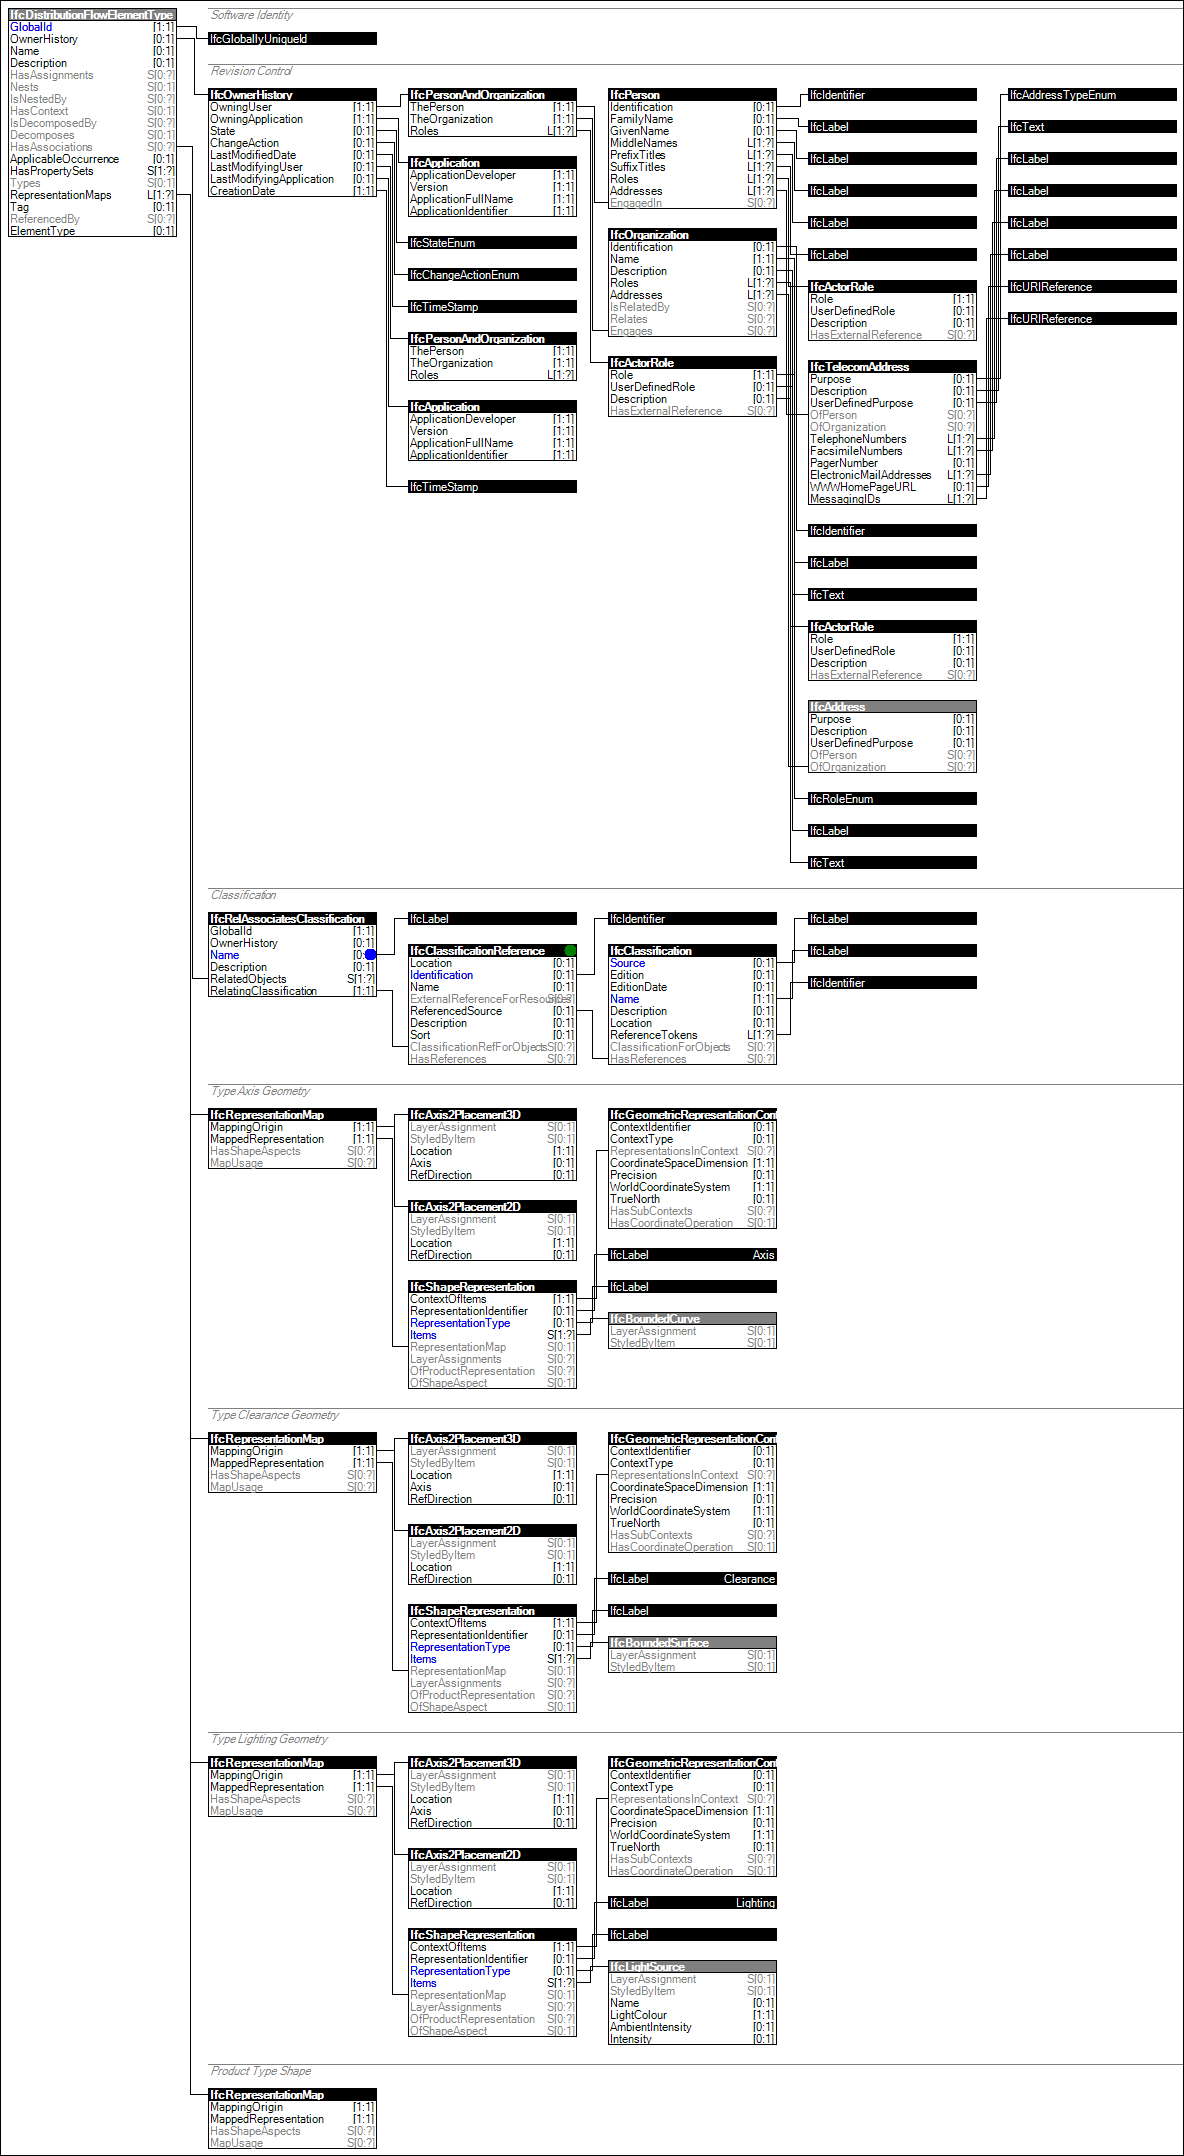 IfcDistributionFlowElementType
GlobalId [1:1]
OwnerHistory [0:1]
Name [0:1]
Description [0:1]
HasAssignments S[0:?]
Nests S[0:1]
IsNestedBy S[0:?]
HasContext S[0:1]
IsDecomposedBy S[0:?]
Decomposes S[0:1]
HasAssociations S[0:?]
ApplicableOccurrence [0:1]
HasPropertySets S[1:?]
Types S[0:1]
RepresentationMaps L[1:?]
Tag [0:1]
ReferencedBy S[0:?]
ElementType [0:1]
Software Identity
IfcGloballyUniqueId
Revision Control
IfcOwnerHistory
OwningUser [1:1]
OwningApplication [1:1]
State [0:1]
ChangeAction [0:1]
LastModifiedDate [0:1]
LastModifyingUser [0:1]
LastModifyingApplication [0:1]
CreationDate [1:1]
IfcPersonAndOrganization
ThePerson [1:1]
TheOrganization [1:1]
Roles L[1:?]
IfcApplication
ApplicationDeveloper [1:1]
Version [1:1]
ApplicationFullName [1:1]
ApplicationIdentifier [1:1]
IfcStateEnum
IfcChangeActionEnum
IfcTimeStamp
IfcPersonAndOrganization
ThePerson [1:1]
TheOrganization [1:1]
Roles L[1:?]
IfcApplication
ApplicationDeveloper [1:1]
Version [1:1]
ApplicationFullName [1:1]
ApplicationIdentifier [1:1]
IfcTimeStamp
IfcPerson
Identification [0:1]
FamilyName [0:1]
GivenName [0:1]
MiddleNames L[1:?]
PrefixTitles L[1:?]
SuffixTitles L[1:?]
Roles L[1:?]
Addresses L[1:?]
EngagedIn S[0:?]
IfcOrganization
Identification [0:1]
Name [1:1]
Description [0:1]
Roles L[1:?]
Addresses L[1:?]
IsRelatedBy S[0:?]
Relates S[0:?]
Engages S[0:?]
IfcActorRole
Role [1:1]
UserDefinedRole [0:1]
Description [0:1]
HasExternalReference S[0:?]
IfcIdentifier
IfcLabel
IfcLabel
IfcLabel
IfcLabel
IfcLabel
IfcActorRole
Role [1:1]
UserDefinedRole [0:1]
Description [0:1]
HasExternalReference S[0:?]
IfcTelecomAddress
Purpose [0:1]
Description [0:1]
UserDefinedPurpose [0:1]
OfPerson S[0:?]
OfOrganization S[0:?]
TelephoneNumbers L[1:?]
FacsimileNumbers L[1:?]
PagerNumber [0:1]
ElectronicMailAddresses L[1:?]
WWWHomePageURL [0:1]
MessagingIDs L[1:?]
IfcIdentifier
IfcLabel
IfcText
IfcActorRole
Role [1:1]
UserDefinedRole [0:1]
Description [0:1]
HasExternalReference S[0:?]
IfcAddress
Purpose [0:1]
Description [0:1]
UserDefinedPurpose [0:1]
OfPerson S[0:?]
OfOrganization S[0:?]
IfcRoleEnum
IfcLabel
IfcText
IfcAddressTypeEnum
IfcText
IfcLabel
IfcLabel
IfcLabel
IfcLabel
IfcURIReference
IfcURIReference
Classification
IfcRelAssociatesClassification
GlobalId [1:1]
OwnerHistory [0:1]
Name [0:
Description [0:1]
RelatedObjects S[1:?]
RelatingClassification [1:1]
IfcLabel
IfcClassificationReference
Location [0:1]
Identification [0:1]
Name [0:1]
ExternalReferenceForResources S[0:?]
ReferencedSource [0:1]
Description [0:1]
Sort [0:1]
ClassificationRefForObjects S[0:?]
HasReferences S[0:?]
IfcIdentifier
IfcClassification
Source [0:1]
Edition [0:1]
EditionDate [0:1]
Name [1:1]
Description [0:1]
Location [0:1]
ReferenceTokens L[1:?]
ClassificationForObjects S[0:?]
HasReferences S[0:?]
IfcLabel
IfcLabel
IfcIdentifier
Type Axis Geometry
IfcRepresentationMap
MappingOrigin [1:1]
MappedRepresentation [1:1]
HasShapeAspects S[0:?]
MapUsage S[0:?]
IfcAxis2Placement3D
LayerAssignment S[0:1]
StyledByItem S[0:1]
Location [1:1]
Axis [0:1]
RefDirection [0:1]
IfcAxis2Placement2D
LayerAssignment S[0:1]
StyledByItem S[0:1]
Location [1:1]
RefDirection [0:1]
IfcShapeRepresentation
ContextOfItems [1:1]
RepresentationIdentifier [0:1]
RepresentationType [0:1]
Items S[1:?]
RepresentationMap S[0:1]
LayerAssignments S[0:?]
OfProductRepresentation S[0:?]
OfShapeAspect S[0:1]
IfcGeometricRepresentationCont
ContextIdentifier [0:1]
ContextType [0:1]
RepresentationsInContext S[0:?]
CoordinateSpaceDimension [1:1]
Precision [0:1]
WorldCoordinateSystem [1:1]
TrueNorth [0:1]
HasSubContexts S[0:?]
HasCoordinateOperation S[0:1]
IfcLabel Axis
IfcLabel
IfcBoundedCurve
LayerAssignment S[0:1]
StyledByItem S[0:1]
Type Clearance Geometry
IfcRepresentationMap
MappingOrigin [1:1]
MappedRepresentation [1:1]
HasShapeAspects S[0:?]
MapUsage S[0:?]
IfcAxis2Placement3D
LayerAssignment S[0:1]
StyledByItem S[0:1]
Location [1:1]
Axis [0:1]
RefDirection [0:1]
IfcAxis2Placement2D
LayerAssignment S[0:1]
StyledByItem S[0:1]
Location [1:1]
RefDirection [0:1]
IfcShapeRepresentation
ContextOfItems [1:1]
RepresentationIdentifier [0:1]
RepresentationType [0:1]
Items S[1:?]
RepresentationMap S[0:1]
LayerAssignments S[0:?]
OfProductRepresentation S[0:?]
OfShapeAspect S[0:1]
IfcGeometricRepresentationCont
ContextIdentifier [0:1]
ContextType [0:1]
RepresentationsInContext S[0:?]
CoordinateSpaceDimension [1:1]
Precision [0:1]
WorldCoordinateSystem [1:1]
TrueNorth [0:1]
HasSubContexts S[0:?]
HasCoordinateOperation S[0:1]
IfcLabel Clearance
IfcLabel
IfcBoundedSurface
LayerAssignment S[0:1]
StyledByItem S[0:1]
Type Lighting Geometry
IfcRepresentationMap
MappingOrigin [1:1]
MappedRepresentation [1:1]
HasShapeAspects S[0:?]
MapUsage S[0:?]
IfcAxis2Placement3D
LayerAssignment S[0:1]
StyledByItem S[0:1]
Location [1:1]
Axis [0:1]
RefDirection [0:1]
IfcAxis2Placement2D
LayerAssignment S[0:1]
StyledByItem S[0:1]
Location [1:1]
RefDirection [0:1]
IfcShapeRepresentation
ContextOfItems [1:1]
RepresentationIdentifier [0:1]
RepresentationType [0:1]
Items S[1:?]
RepresentationMap S[0:1]
LayerAssignments S[0:?]
OfProductRepresentation S[0:?]
OfShapeAspect S[0:1]
IfcGeometricRepresentationCont
ContextIdentifier [0:1]
ContextType [0:1]
RepresentationsInContext S[0:?]
CoordinateSpaceDimension [1:1]
Precision [0:1]
WorldCoordinateSystem [1:1]
TrueNorth [0:1]
HasSubContexts S[0:?]
HasCoordinateOperation S[0:1]
IfcLabel Lighting
IfcLabel
IfcLightSource
LayerAssignment S[0:1]
StyledByItem S[0:1]
Name [0:1]
LightColour [1:1]
AmbientIntensity [0:1]
Intensity [0:1]
Product Type Shape
IfcRepresentationMap
MappingOrigin [1:1]
MappedRepresentation [1:1]
HasShapeAspects S[0:?]
MapUsage S[0:?]